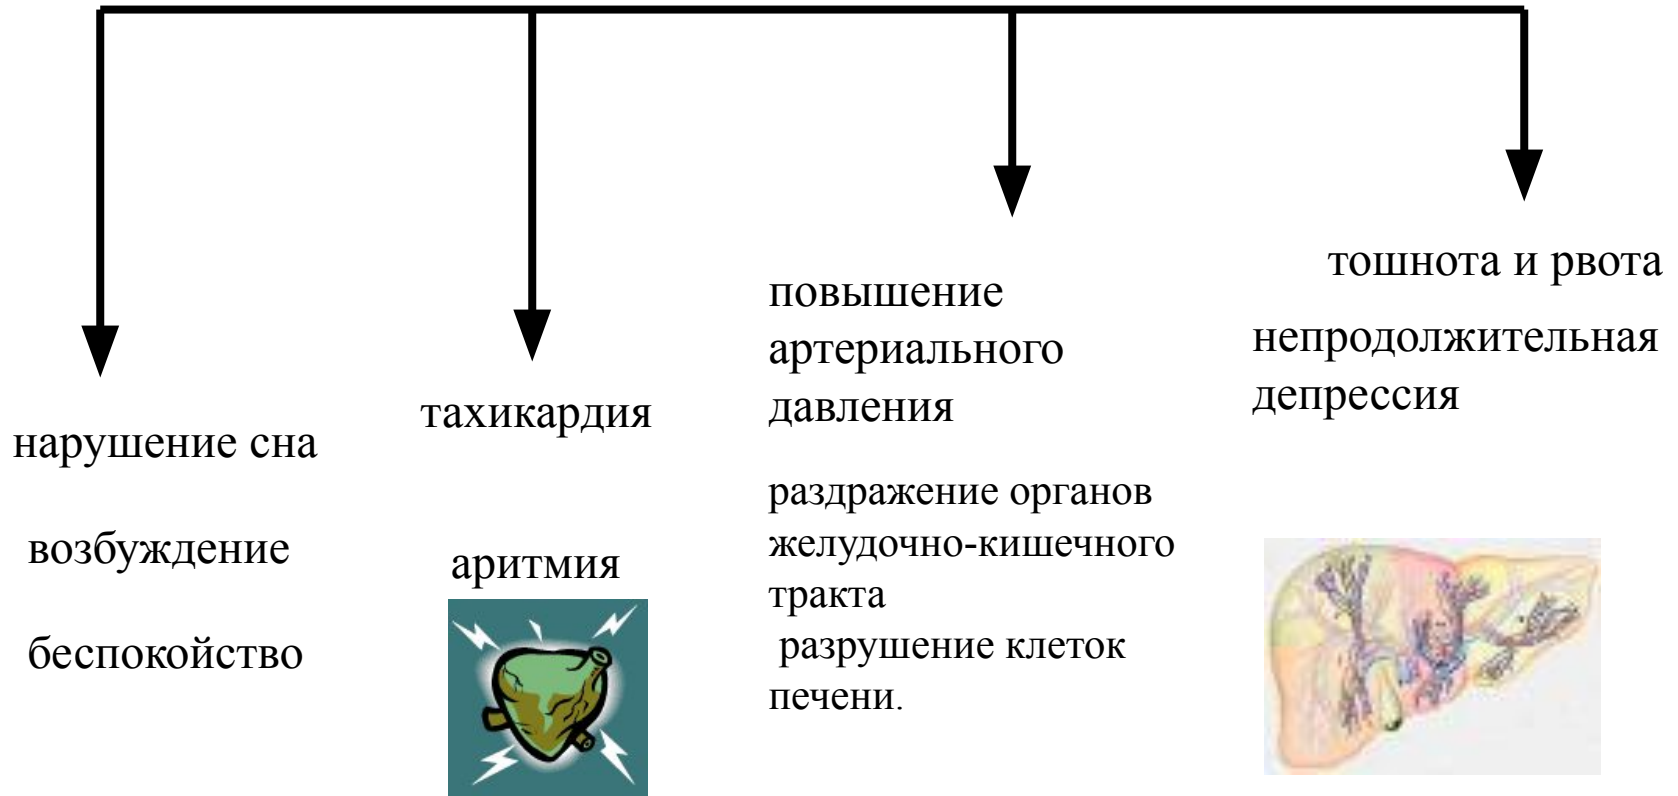 нарушение сна
возбуждение
беспокойство
тахикардия
аритмия
повышение
артериального
давления
раздражение органов
желудочно-кишечного
тракта
разрушение клеток
печени.
тошнота и рвота
непродолжительная
депрессия